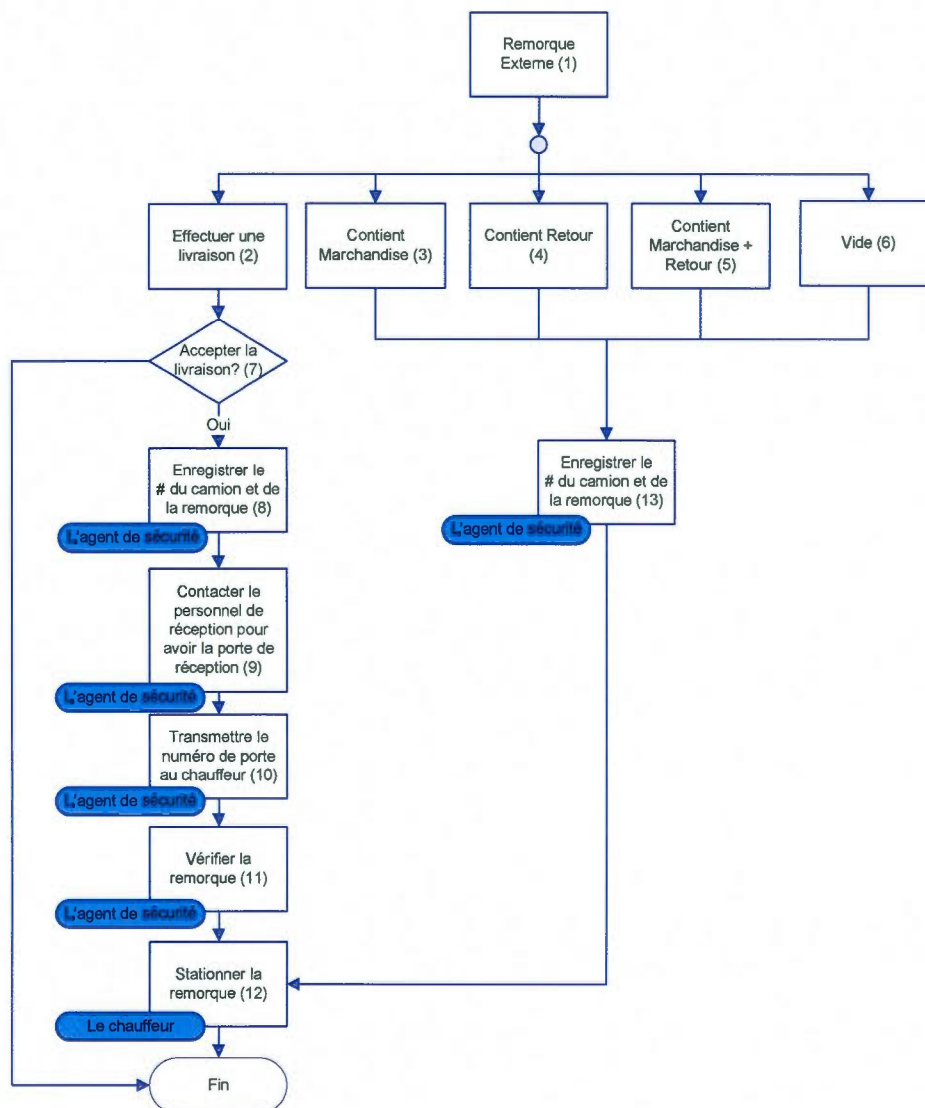 Remorque
Externe (1)
Effectuer une
livraison (2)
Contient
Marchandise (3)
Contient Retour
(4)
Contient
Marchandise +
Retour (5)
Vide (6)
Accepter la
livraison? (7)
Oui
Enregistrer le
# du camion et de
la remorque (8)
L'agent de sécurité
Enregistrer le
# du camion et de
la remorque (13)
L'agent de sécurité
Contacter le
personnel de
réception pour
avoir la porte de
réception (9)
L'agent de sécurité
Transmettre le
numéro de porte
au chauffeur (10)
L'agent de sécurité
Vérifier la
remorque (11)
L'agent de sécurité
Stationner la
remorque (12)
Le chauffeur
Fin